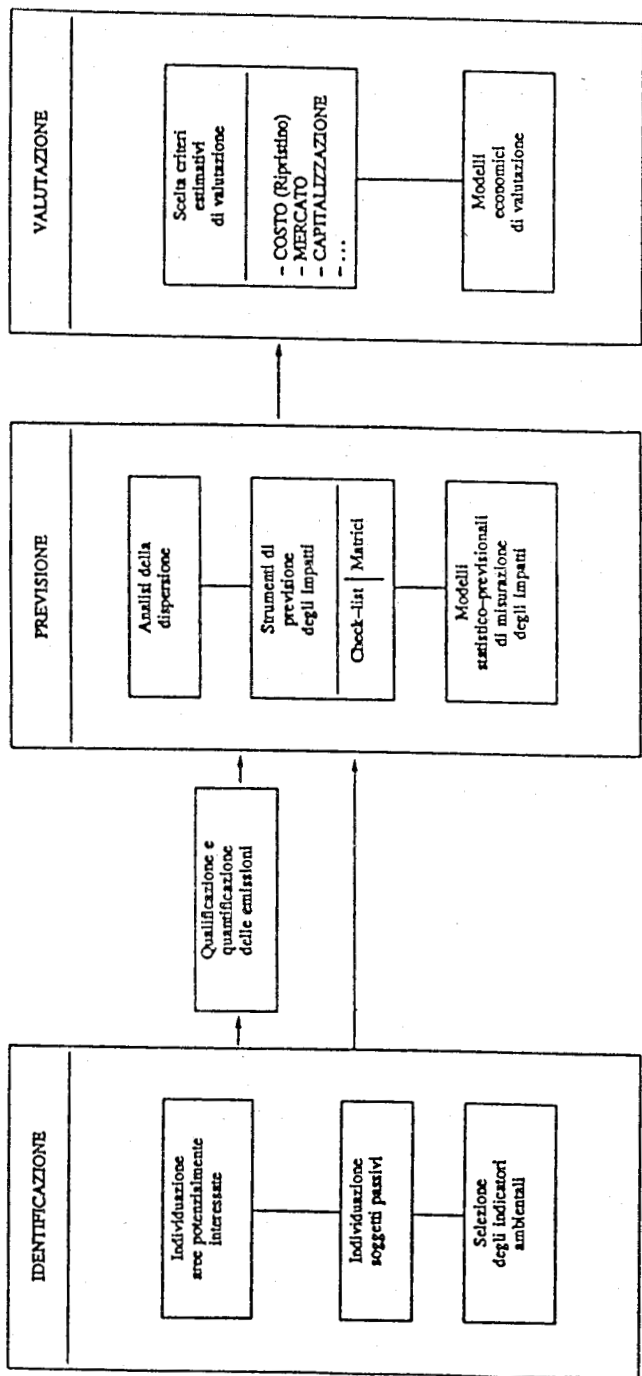 IDENTIFICAZIONE
Individuazione
aree potenzialmente
interessate
Individuazione
soggetti passivi
Selezione
degli indicatori
ambientali
Qualificazione e
quantificazione
delle emissioni
PREVISIONE
Analisi della
dispersione
Strumenti di
previsione
degli impatti
Check-list | Matrici
Modelli
statistico-previsionali
di misurazione
degli impatti
VALUTAZIONE
Scelta criteri
estimativi
di valutazione
- COSTO (Ripristino)
- MERCATO
- CAPITALIZZAZIONE
- ...
Modelli
economici
di valutazione